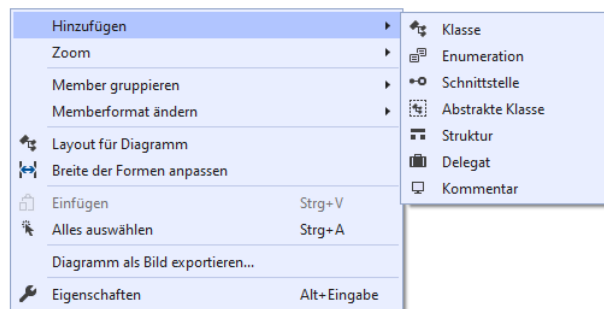 Hinzufügen
Zoom
Member gruppieren
Memberformat ändern
Layout für Diagramm
Breite der Formen anpassen
Einfügen Strg+V
Alles auswählen Strg+A
Diagramm als Bild exportieren...
Eigenschaften Alt+Eingabe
Klasse
Enumeration
Schnittstelle
Abstrakte Klasse
Struktur
Delegat
Kommentar